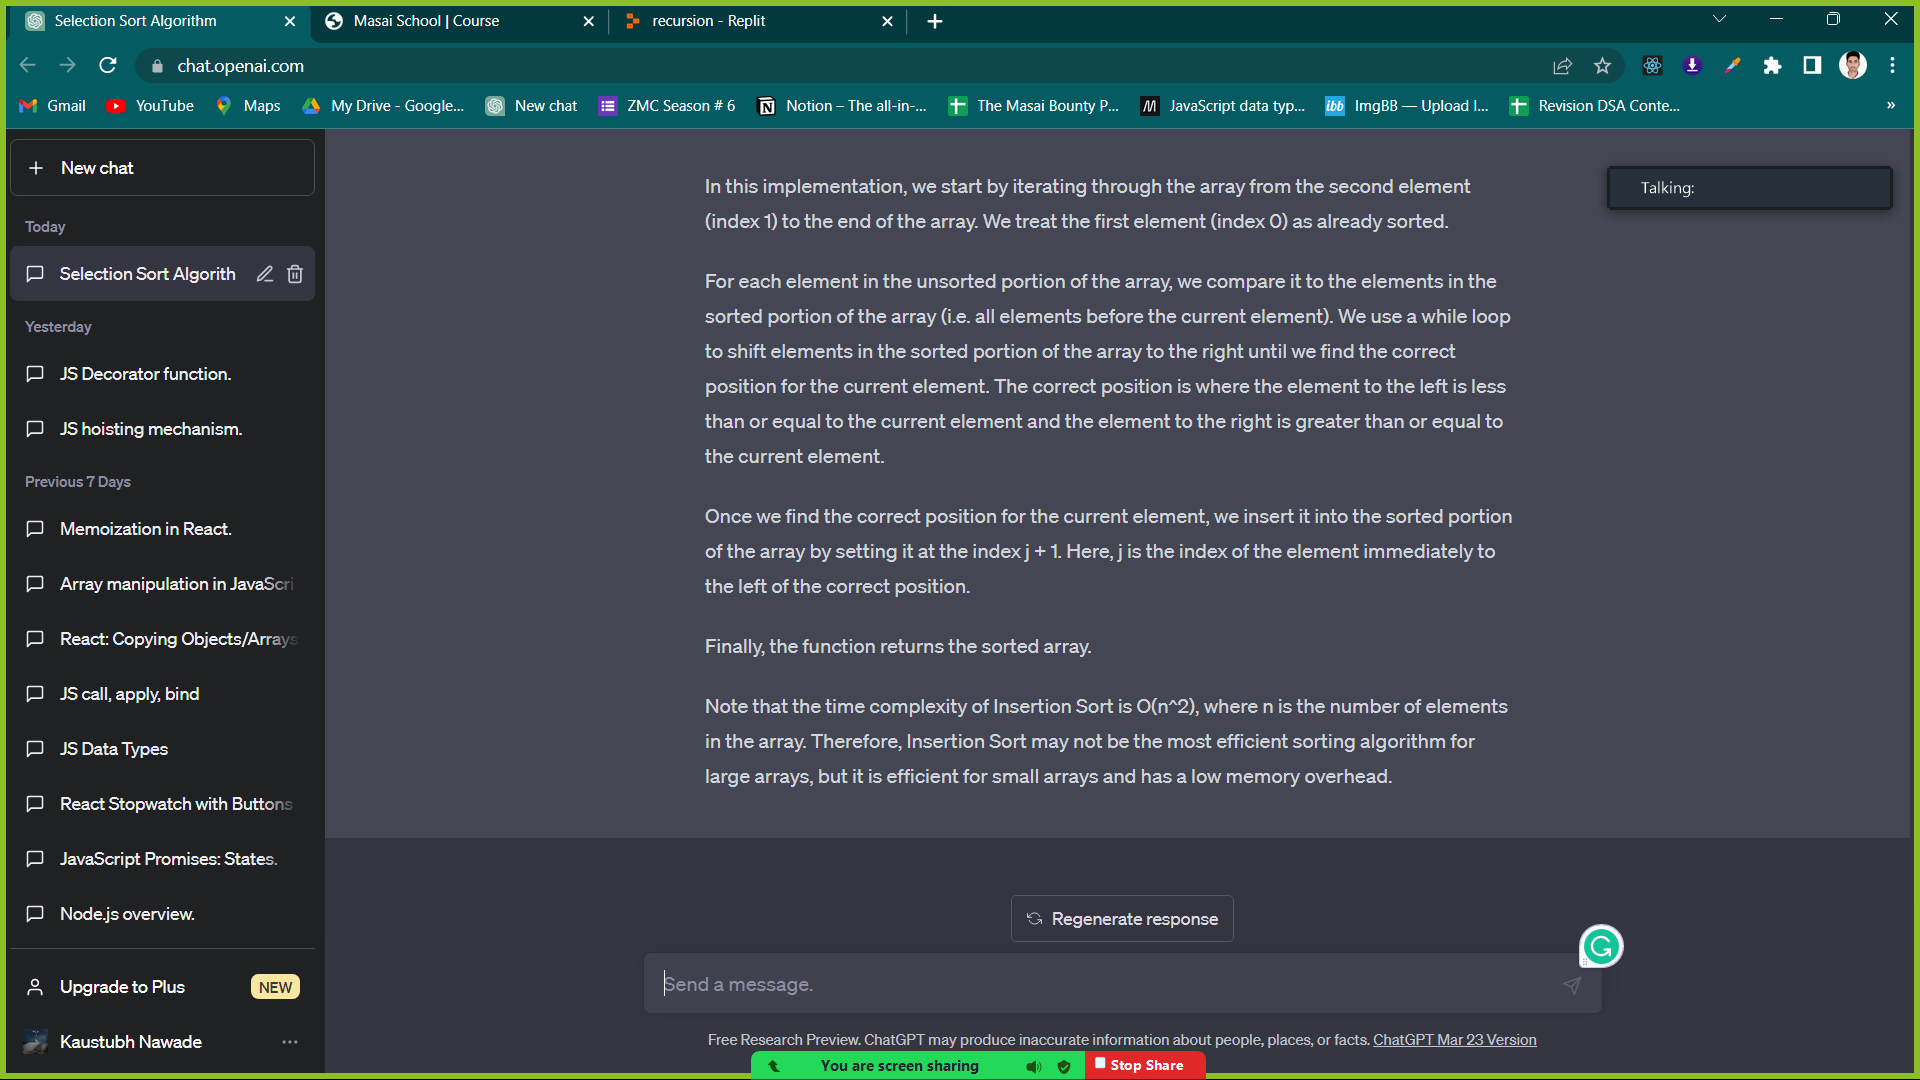 Selection Sort Algorithm
Masai School | Course
recursion - Replit
chat.openai.com
Gmail
YouTube
Maps
My Drive - Google...
New chat
ZMC Season # 6
Notion – The all-in-...
The Masai Bounty P...
JavaScript data typ...
ibb
ImgBB — Upload I...
Revision DSA Conte...
»
New chat
Today
Selection Sort Algorith
Yesterday
JS Decorator function.
JS hoisting mechanism.
Previous 7 Days
Memoization in React.
Array manipulation in JavaScri
React: Copying Objects/Arrays
JS call, apply, bind
JS Data Types
React Stopwatch with Buttons
JavaScript Promises: States.
Node.js overview.
Upgrade to Plus
NEW
Kaustubh Nawade
In this implementation, we start by iterating through the array from the second element
(index 1) to the end of the array. We treat the first element (index 0) as already sorted.
For each element in the unsorted portion of the array, we compare it to the elements in the
sorted portion of the array (i.e. all elements before the current element). We use a while loop
to shift elements in the sorted portion of the array to the right until we find the correct
position for the current element. The correct position is where the element to the left is less
than or equal to the current element and the element to the right is greater than or equal to
the current element.
Once we find the correct position for the current element, we insert it into the sorted portion
of the array by setting it at the index j + 1. Here, j is the index of the element immediately to
the left of the correct position.
Finally, the function returns the sorted array.
Note that the time complexity of Insertion Sort is O(n^2), where n is the number of elements
in the array. Therefore, Insertion Sort may not be the most efficient sorting algorithm for
large arrays, but it is efficient for small arrays and has a low memory overhead.
Talking:
Regenerate response
Send a message.
Free Research Preview. ChatGPT may produce inaccurate information about people, places, or facts. ChatGPT Mar 23 Version
You are screen sharing
Stop Share